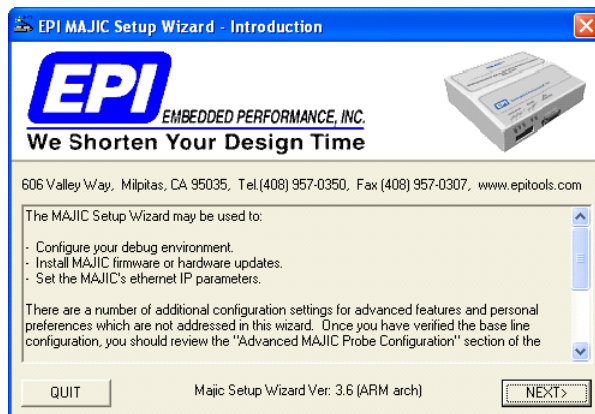 EPI MAJIC Setup Wizard - Introduction
EPI
EMBEDDED PERFORMANCE, INC.
We Shorten Your Design Time
606 Valley Way, Milpitas, CA 95035, Tel.(408) 957-0350, Fax (408) 957-0307, www.epitools.com
The MAJIC Setup Wizard may be used to:
- Configure your debug environment.
- Install MAJIC firmware or hardware updates.
- Set the MAJIC's ethernet IP parameters.
There are a number of additional configuration settings for advanced features and personal
preferences which are not addressed in this wizard. Once you have verified the base line
configuration, you should review the "Advanced MAJIC Probe Configuration" section of the
QUIT
Majic Setup Wizard Ver: 3.6 (ARM arch)
NEXT>